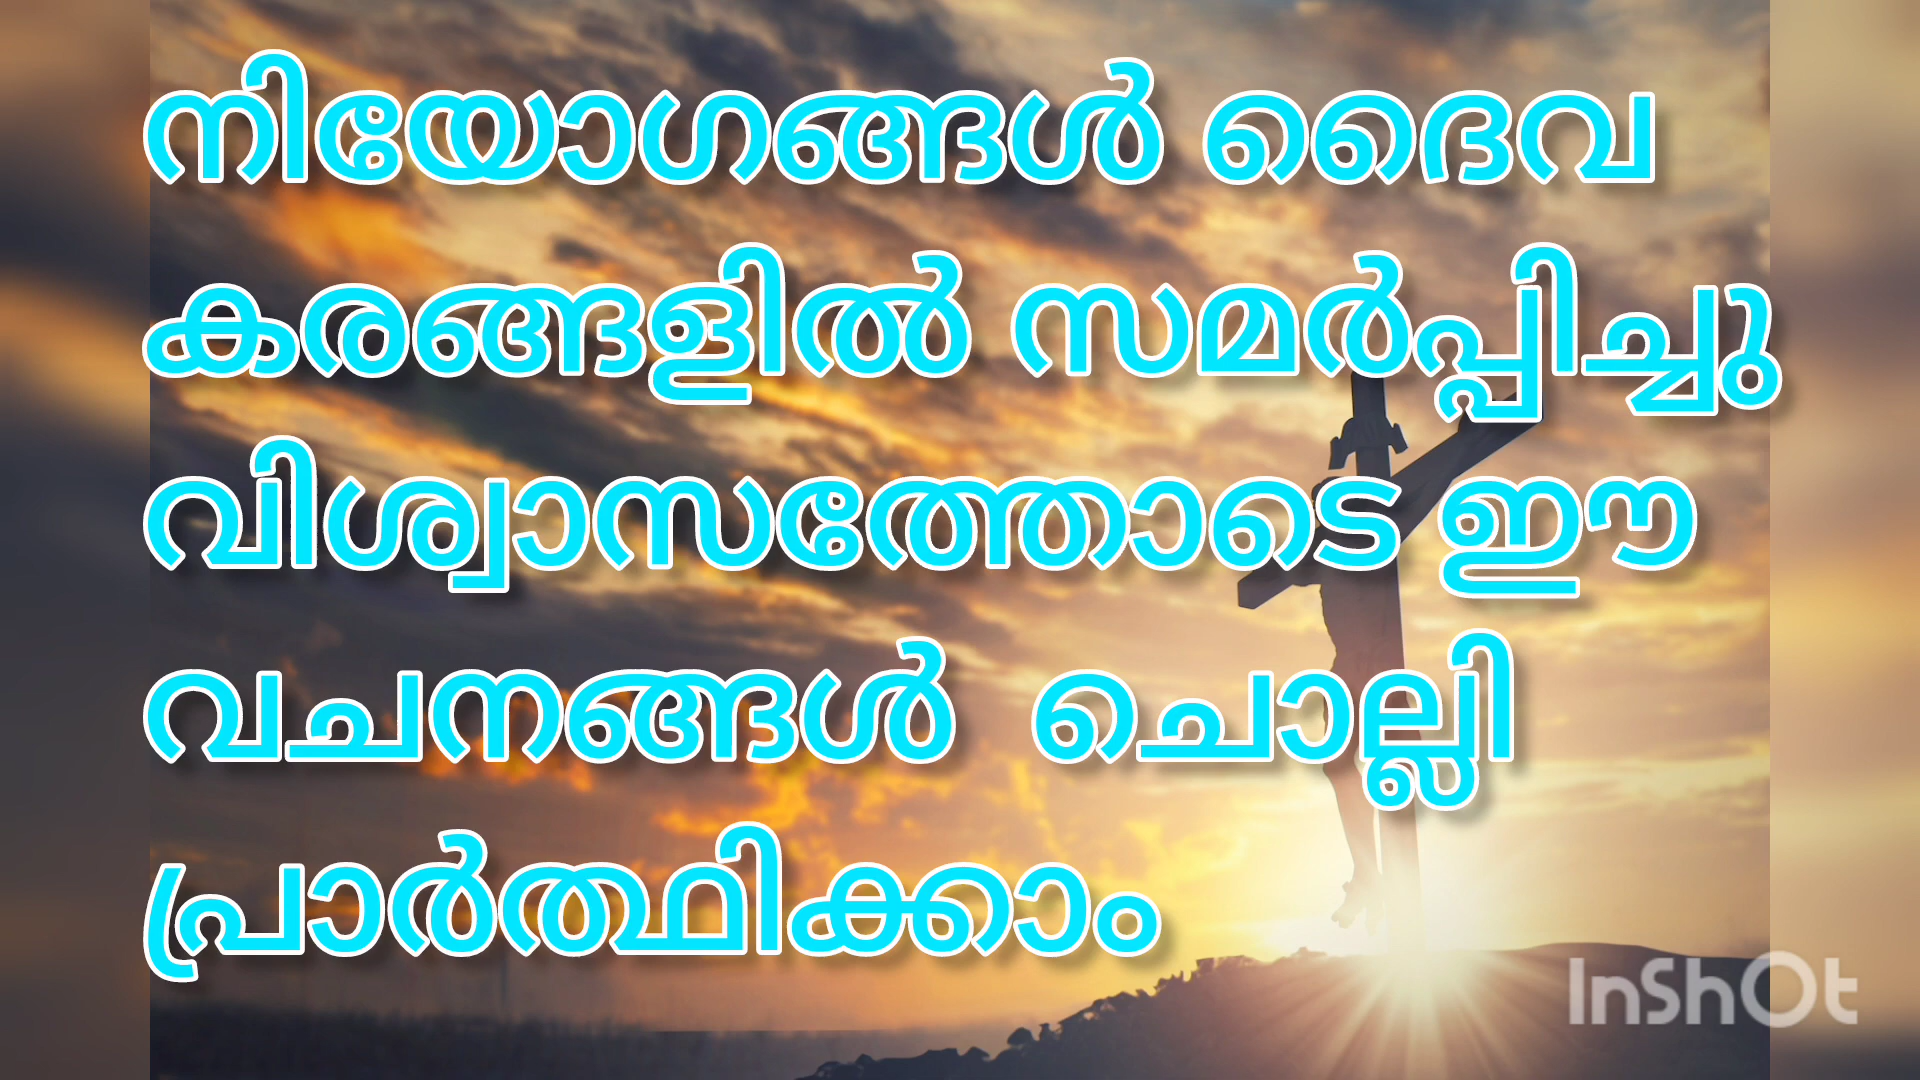 നിയോഗങ്ങൾ ദൈവ
കരങ്ങളിൽ സമർപ്പിച്ചു
വിശ്വാസത്തോടെ ഈ
വചനങ്ങൾ ചൊല്ലി
പ്രാർത്ഥിക്കാം
InShOt